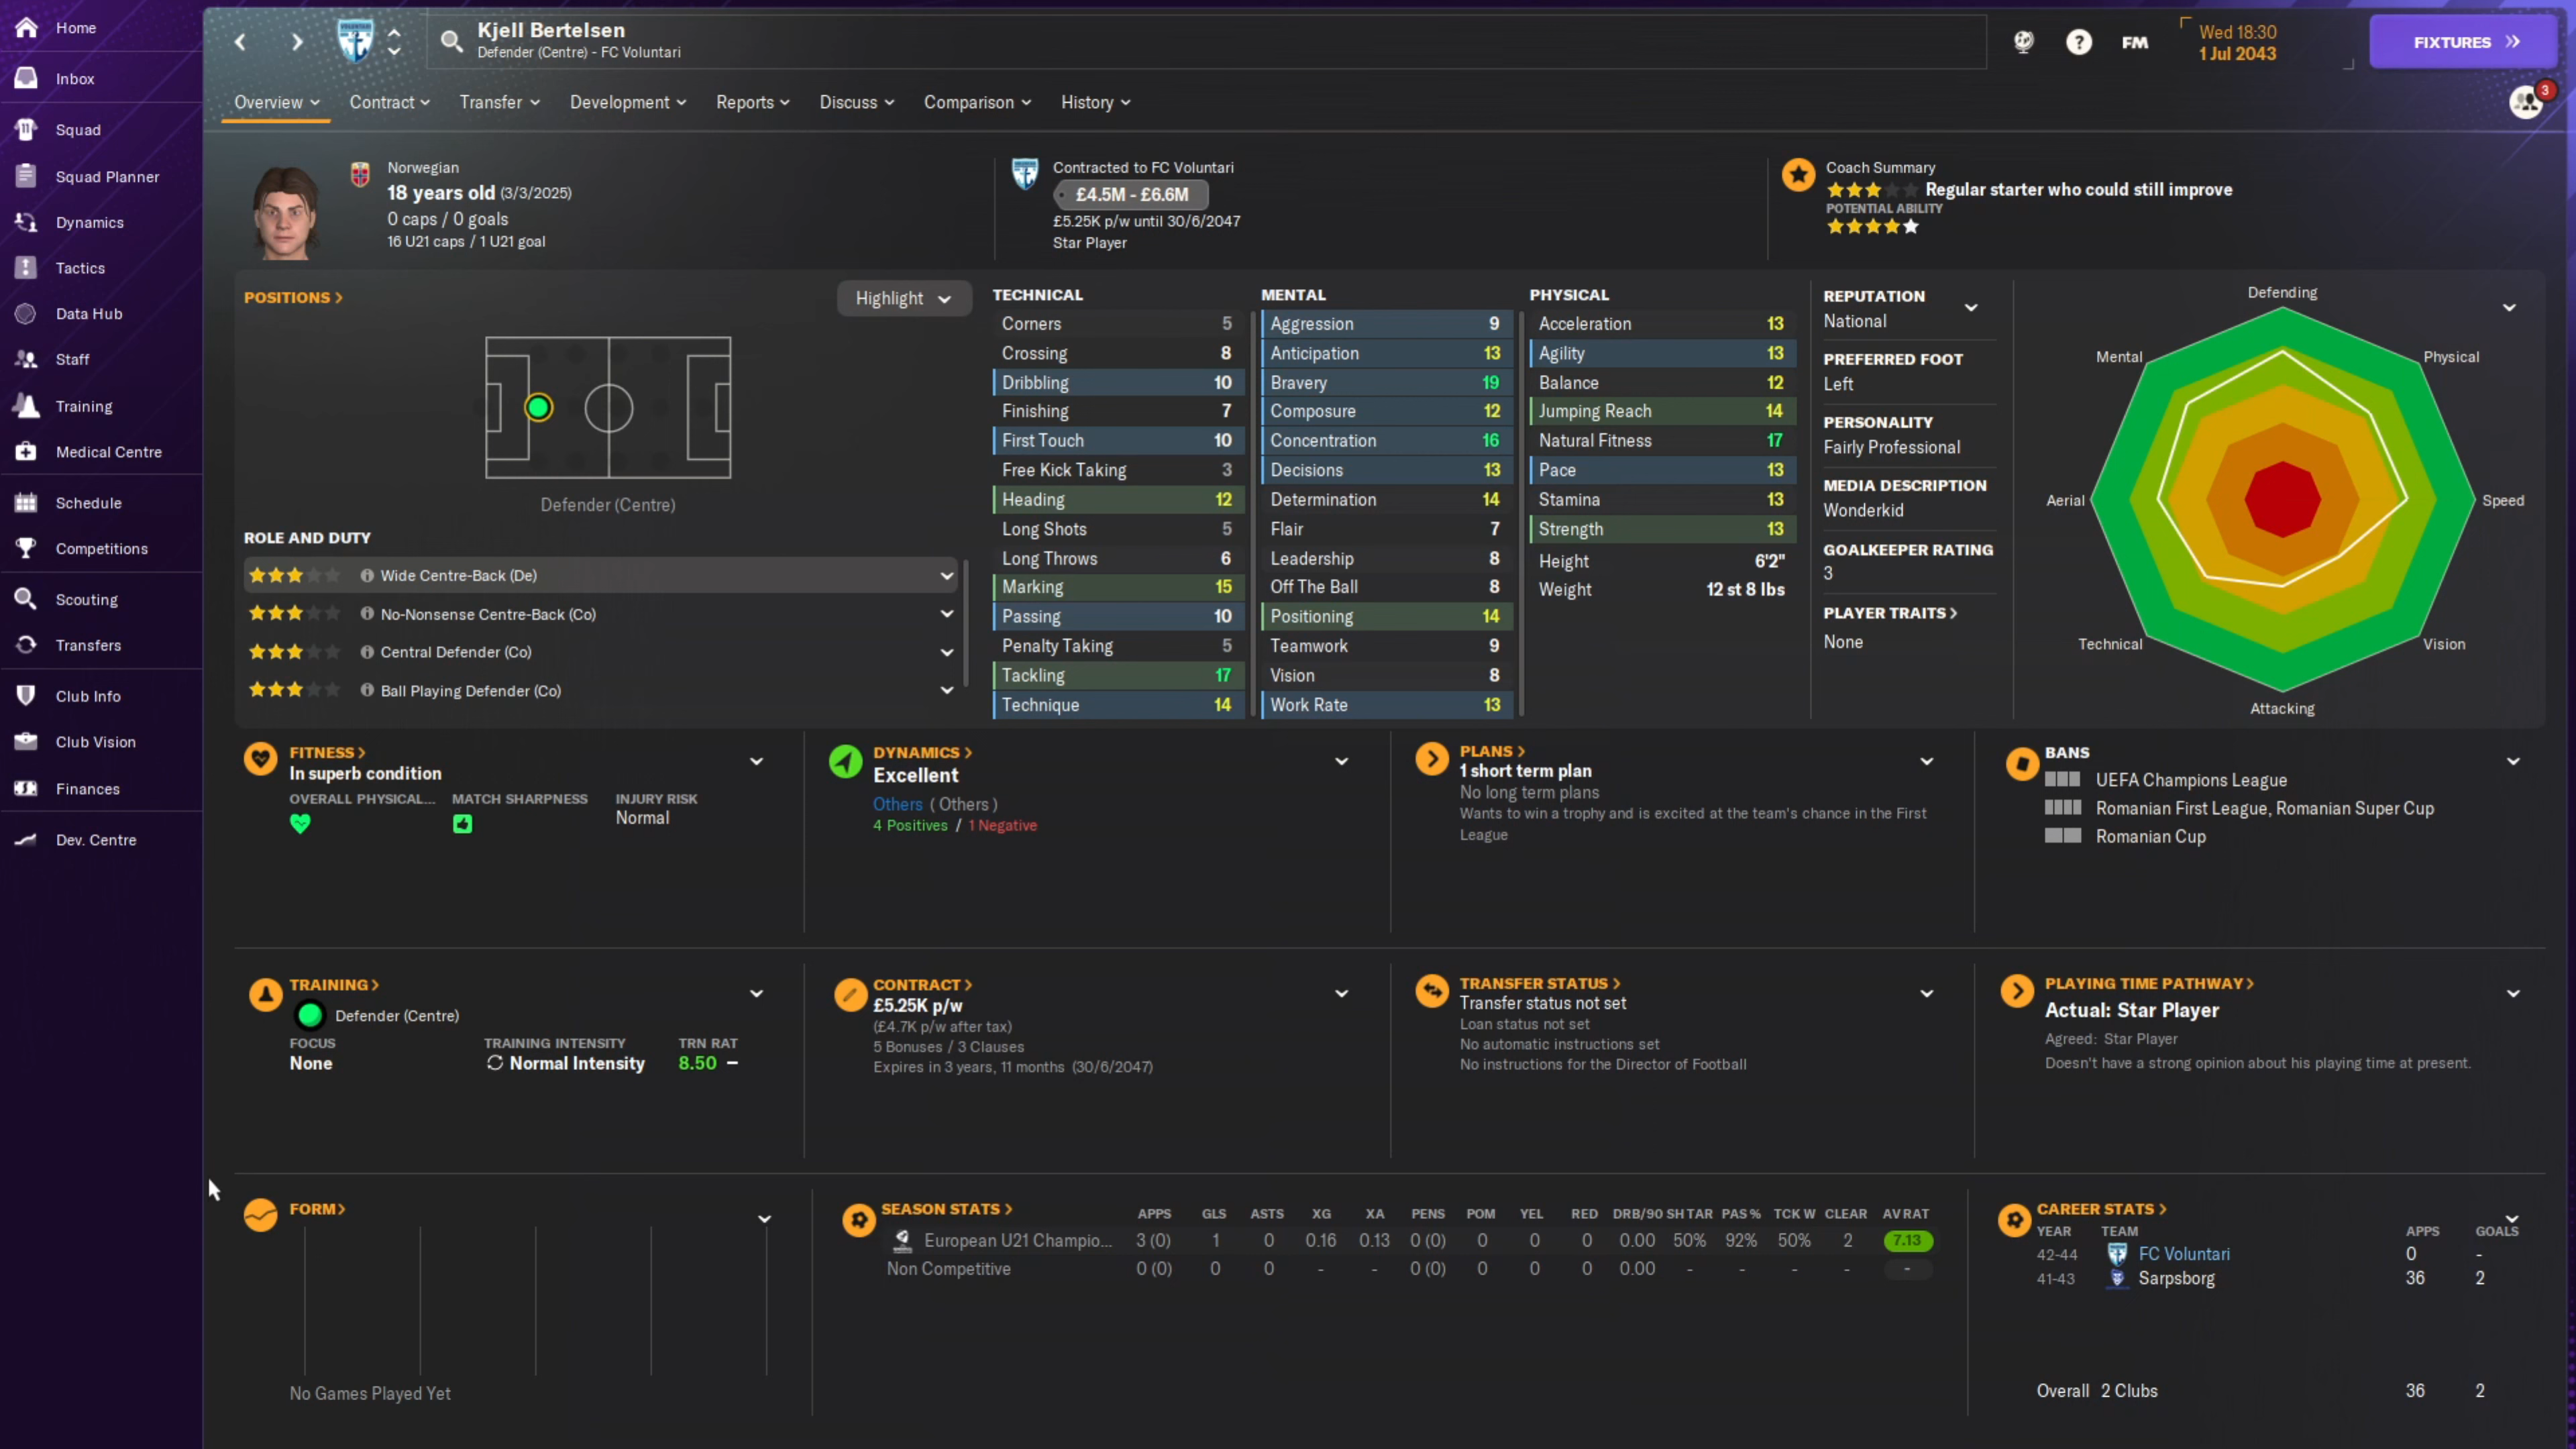 Home
Inbox
Squad
Squad Planner
Dynamics
Tactics
Data Hub
Staff
Training
Medical Centre
Schedule
Competitions
Scouting
Transfers
Club Info
Club Vision
Finances
Dev. Centre
Kjell Bertelsen
Defender (Centre) - FC Voluntari
FM
Wed 18:30
1 Jul 2043
FIXTURES
3
Overview Contract Transfer Development Reports Discuss Comparison History
Norwegian
18 years old (3/3/2025)
0 caps / 0 goals
16 U21 caps / 1 U21 goal
Contracted to FC Voluntari
£4.5M - £6.6M
£5.25K p/w until 30/6/2047
Star Player
Coach Summary
Regular starter who could still improve
POTENTIAL ABILITY
POSITIONS
Highlight
Defender (Centre)
ROLE AND DUTY
Wide Centre-Back (De)
No-Nonsense Centre-Back (Co)
Central Defender (Co)
Ball Playing Defender (Co)
TECHNICAL
Corners 5
Crossing 8
Dribbling 10
Finishing 7
First Touch 10
Free Kick Taking 3
Heading 12
Long Shots 5
Long Throws 6
Marking 15
Passing 10
Penalty Taking 5
Tackling 17
Technique 14
MENTAL
Aggression 9
Anticipation 13
Bravery 19
Composure 12
Concentration 16
Decisions 13
Determination 14
Flair 7
Leadership 8
Off The Ball 8
Positioning 14
Teamwork 9
Vision 8
Work Rate 13
PHYSICAL
Acceleration 13
Agility 13
Balance 12
Jumping Reach 14
Natural Fitness 17
Pace 13
Stamina 13
Strength 13
Height 6'2"
Weight 12 st 8 lbs
REPUTATION
National
PREFERRED FOOT
Left
PERSONALITY
Fairly Professional
MEDIA DESCRIPTION
Wonderkid
GOALKEEPER RATING
3
PLAYER TRAITS
None
Defending
Mental Physical
Aerial Speed
Technical Vision
Attacking
FITNESS
In superb condition
OVERALL PHYSICAL... MATCH SHARPNESS INJURY RISK
Normal
DYNAMICS
Excellent
Others ( Others )
4 Positives / 1 Negative
PLANS
1 short term plan
No long term plans
Wants to win a trophy and is excited at the team's chance in the First
League
BANS
UEFA Champions League
Romanian First League, Romanian Super Cup
Romanian Cup
TRAINING
Defender (Centre)
FOCUS TRAINING INTENSITY TRN RAT
None Normal Intensity 8.50 –
CONTRACT
£5.25K p/w
(£4.7K p/w after tax)
5 Bonuses / 3 Clauses
Expires in 3 years, 11 months (30/6/2047)
TRANSFER STATUS
Transfer status not set
Loan status not set
No automatic instructions set
No instructions for the Director of Football
PLAYING TIME PATHWAY
Actual: Star Player
Agreed: Star Player
Doesn't have a strong opinion about his playing time at present.
FORM
No Games Played Yet
SEASON STATS APPS GLS ASTS XG XA PENS POM YEL RED DRB/90 SH TAR PAS % TCK W CLEAR AV RAT
European U21 Champio... 3 (0) 1 0 0.16 0.13 0 (0) 0 0 0 0.00 50% 92% 50% 2 7.13
Non Competitive 0 (0) 0 0 - - 0 (0) 0 0 0 0.00 - - - - -
CAREER STATS
YEAR TEAM APPS GOALS
42-44 FC Voluntari 0 -
41-43 Sarpsborg 36 2
Overall 2 Clubs 36 2